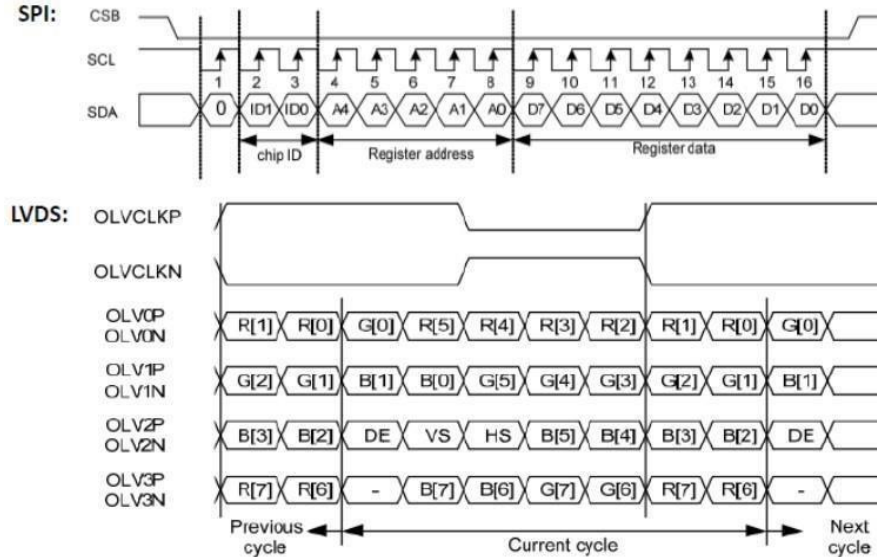 SPI: CSB
SCL
1 2 3 4 5 6 7 8 9 10 11 12 13 14 15 16
SDA 0 ID1 ID0 A4 A3 A2 A1 A0 D7 D6 D5 D4 D3 D2 D1 D0
chip ID Register address Register data
LVDS: OLVCLKP
OLVCLKN
OLV0P
OLV0N
R[1] R[0] G[0] R[5] R[4] R[3] R[2] R[1] R[0] G[0]
OLV1P
OLV1N
G[2] G[1] B[1] B[0] G[5] G[4] G[3] G[2] G[1] B[1]
OLV2P
OLV2N
B[3] B[2] DE VS HS B[5] B[4] B[3] B[2] DE
OLV3P
OLV3N
R[7] R[6] - B[7] B[6] G[7] G[6] R[7] R[6] -
Previous cycle
Current cycle
Next cycle